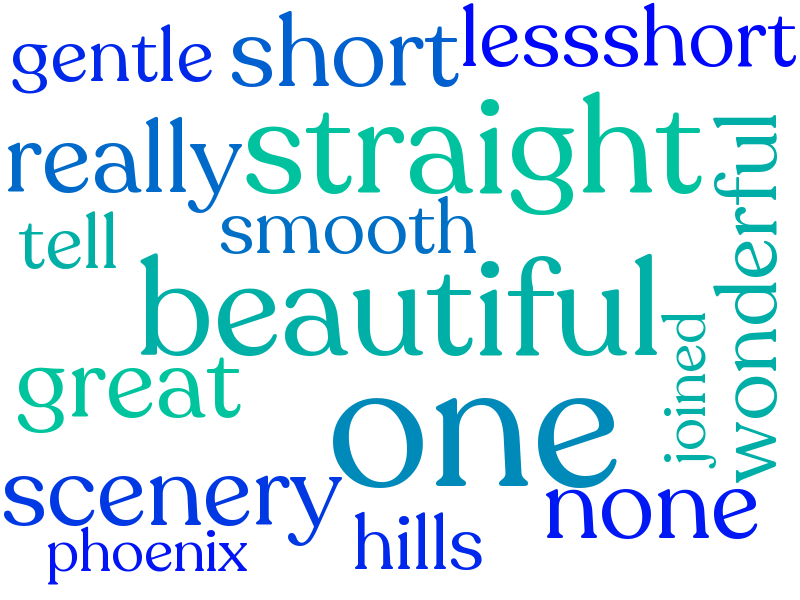 gentle short lessshort
really straight
wonderful
tell smooth
beautiful
joined
great
one
scenery none
phoenix hills